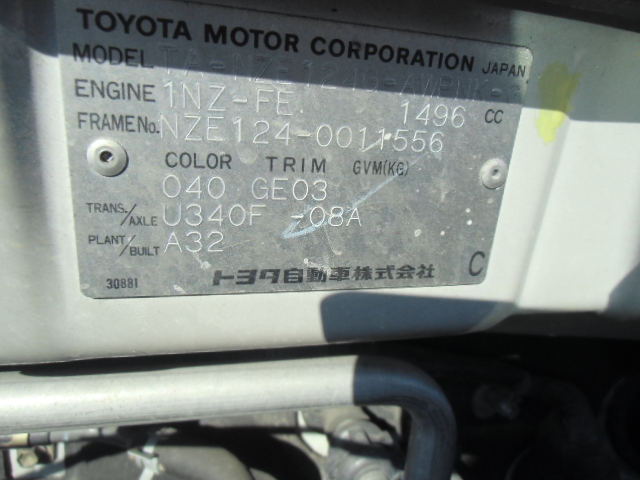 TOYOTA MOTOR CORPORATION JAPAN
MODEL
ENGINE 1NZ-FE 1496 CC
FRAME No. NZE124-0011556
COLOR TRIM GVM(KG)
040 GE03
TRANS./AXLE U340F -08A
PLANT/BUILT A32
30881 トヨタ自動車株式会社 C